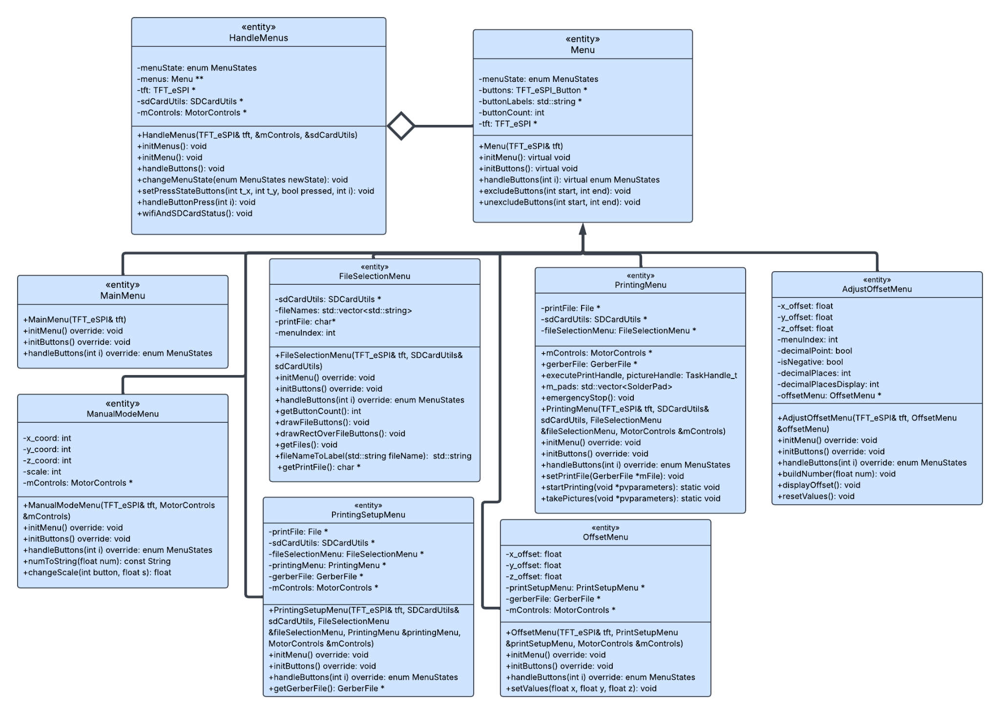 «entity»
HandleMenus
-menuState: enum MenuStates
-menus: Menu **
-tft: TFT_eSPI *
-sdCardUtils: SDCardUtils *
-mControls: MotorControls *
+HandleMenus(TFT_eSPI& tft, &mControls, &sdCardUtils)
+initMenus(): void
+initMenu(): void
+handleButtons(): void
+changeMenuState(enum MenuStates newState): void
+setPressStateButtons(int t_x, int t_y, bool pressed, int i): void
+handleButtonPress(int i): void
+wifiAndSDCardStatus(): void
«entity»
Menu
-menuState: enum MenuStates
-buttons: TFT_eSPI_Button *
-buttonLabels: std::string *
-buttonCount: int
-tft: TFT_eSPI *
+Menu(TFT_eSPI& tft)
+initMenu(): virtual void
+initButtons(): virtual void
+handleButtons(int i): virtual enum MenuStates
+excludeButtons(int start, int end): void
+unexcludeButtons(int start, int end): void
«entity»
MainMenu
+MainMenu(TFT_eSPI& tft)
+initMenu() override: void
+initButtons() override: void
+handleButtons(int i) override: enum MenuStates
«entity»
ManualModeMenu
-x_coord: int
-y_coord: int
-z_coord: int
-scale: int
-mControls: MotorControls *
+ManualModeMenu(TFT_eSPI& tft, MotorControls
&mControls)
+initMenu() override: void
+initButtons() override: void
+handleButtons(int i) override: enum MenuStates
+numToString(float num): const String
+changeScale(int button, float s): float
«entity»
FileSelectionMenu
-sdCardUtils: SDCardUtils *
-fileNames: std::vector<std::string>
-printFile: char*
-menuIndex: int
+FileSelectionMenu(TFT_eSPI& tft, SDCardUtils&
sdCardUtils)
+initMenu() override: void
+initButtons() override: void
+handleButtons(int i) override: enum MenuStates
+getButtonCount(): int
+drawFileButtons(): void
+drawRectOverFileButtons(): void
+getFiles(): void
+fileNameToLabel(std::string fileName):  std::string
+getPrintFile(): char *
«entity»
PrintingSetupMenu
-printFile: File *
-sdCardUtils: SDCardUtils *
-fileSelectionMenu: FileSelectionMenu *
-printingMenu: PrintingMenu *
-gerberFile: GerberFile *
-mControls: MotorControls *
+PrintingSetupMenu(TFT_eSPI& tft, SDCardUtils&
sdCardUtils, FileSelectionMenu
&fileSelectionMenu, PrintingMenu &printingMenu,
MotorControls &mControls)
+initMenu() override: void
+initButtons() override: void
+handleButtons(int i) override: enum MenuStates
+getGerberFile(): GerberFile *
«entity»
PrintingMenu
-printFile: File *
-sdCardUtils: SDCardUtils *
-fileSelectionMenu: FileSelectionMenu *
+mControls: MotorControls *
+gerberFile: GerberFile *
+executePrintHandle, pictureHandle: TaskHandle_t
+m_pads: std::vector<SolderPad>
+emergencyStop(): void
+PrintingMenu(TFT_eSPI& tft, SDCardUtils&
sdCardUtils, FileSelectionMenu
&fileSelectionMenu, MotorControls &mControls)
+initMenu() override: void
+initButtons() override: void
+handleButtons(int i) override: enum MenuStates
+setPrintFile(GerberFile *mFile): void
+startPrinting(void *pvparameters): static void
+takePictures(void *pvparameters): static void
«entity»
OffsetMenu
-x_offset: float
-y_offset: float
-z_offset: float
-printSetupMenu: PrintSetupMenu *
-gerberFile: GerberFile *
-mControls: MotorControls *
+OffsetMenu(TFT_eSPI& tft, PrintSetupMenu
&printSetupMenu, MotorControls &mControls)
+initMenu() override: void
+initButtons() override: void
+handleButtons(int i) override: enum MenuStates
+setValues(float x, float y, float z): void
«entity»
AdjustOffsetMenu
-x_offset: float
-y_offset: float
-z_offset: float
-menuIndex: int
-decimalPoint: bool
-isNegative: bool
-decimalPlaces: int
-decimalPlacesDisplay: int
-offsetMenu: OffsetMenu *
+AdjustOffsetMenu(TFT_eSPI& tft, OffsetMenu
&offsetMenu)
+initMenu() override: void
+initButtons() override: void
+handleButtons(int i) override: enum MenuStates
+buildNumber(float num): void
+displayOffset(): void
+resetValues(): void